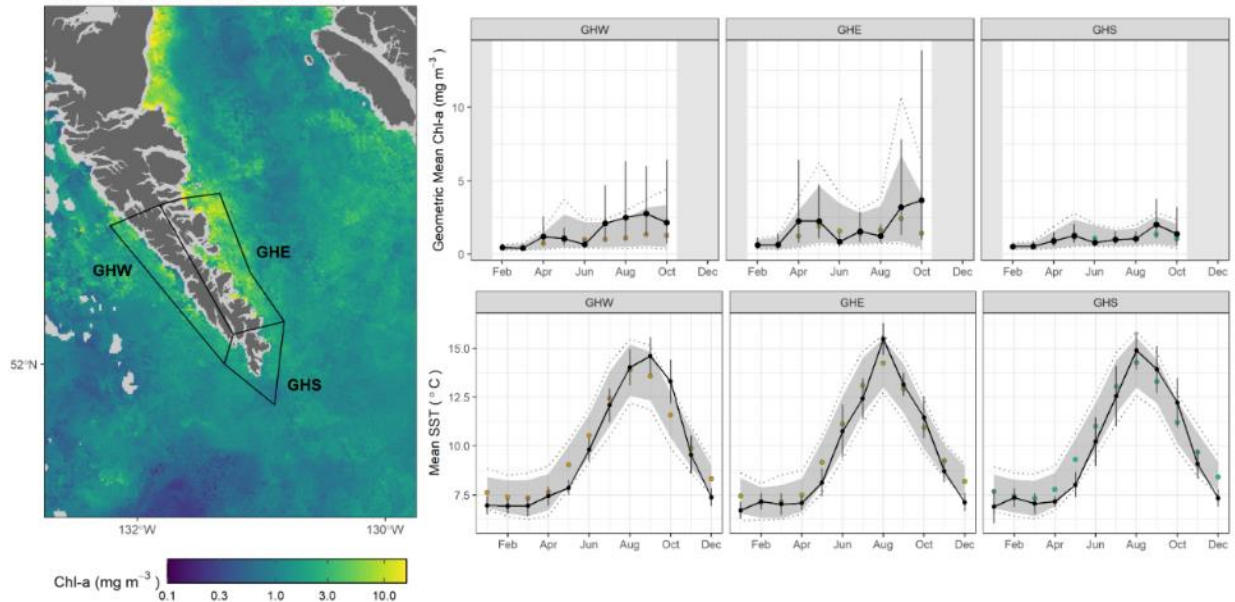 GHW
GHE
GHS
52°N
132°W
130°W
Chl-a (mg m⁻³)
0.1 0.3 1.0 3.0 10.0
Geometric Mean Chl-a (mg m⁻³)
GHW GHE GHS
10
5
0
Feb Apr Jun Aug Oct Dec Feb Apr Jun Aug Oct Dec Feb Apr Jun Aug Oct Dec
Mean SST (°C)
GHW GHE GHS
15.0
12.5
10.0
7.5
Feb Apr Jun Aug Oct Dec Feb Apr Jun Aug Oct Dec Feb Apr Jun Aug Oct Dec